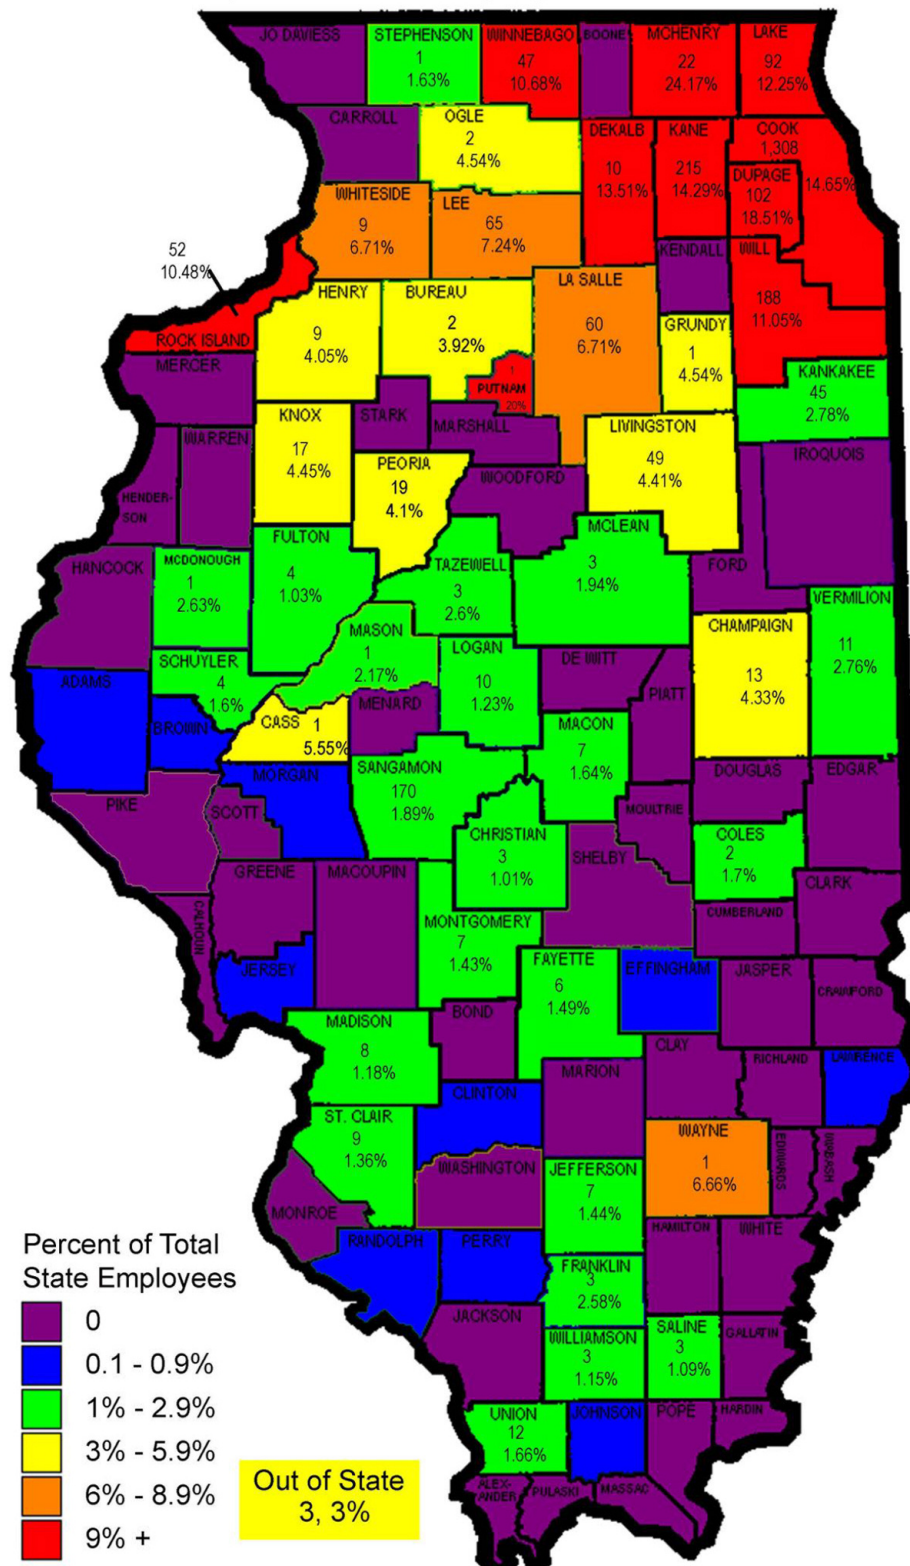 JO DAVIESS
STEPHENSON
1
1.63%
WINNEBAGO
47
10.68%
BOONE
MCHENRY
22
24.17%
LAKE
92
12.25%
CARROLL
OGLE
2
4.54%
DEKALB
10
13.51%
KANE
215
14.29%
COOK
1,308
14.65%
DUPAGE
102
18.51%
WHITESIDE
9
6.71%
LEE
65
7.24%
KENDALL
WILL
188
11.05%
52
10.48%
ROCK ISLAND
HENRY
9
4.05%
BUREAU
2
3.92%
LA SALLE
60
6.71%
GRUNDY
1
4.54%
1
PUTNAM
20%
MERCER
KANKAKEE
45
2.78%
KNOX
17
4.45%
STARK
MARSHALL
LIVINGSTON
49
4.41%
WARREN
HENDER-
SON
PEORIA
19
4.1%
WOODFORD
IROQUOIS
FORD
HANCOCK
MCDONOUGH
1
2.63%
FULTON
4
1.03%
TAZEWELL
3
2.6%
MCLEAN
3
1.94%
VERMILION
11
2.76%
CHAMPAIGN
13
4.33%
MASON
1
2.17%
LOGAN
10
1.23%
DE WITT
PIATT
SCHUYLER
4
1.6%
ADAMS
BROWN
CASS
1
5.55%
MENARD
MACON
7
1.64%
MORGAN
SANGAMON
170
1.89%
DOUGLAS
EDGAR
PIKE
SCOTT
MOULTRIE
CHRISTIAN
3
1.01%
SHELBY
COLES
2
1.7%
GREENE
MACOUPIN
CLARK
CUMBERLAND
CALHOUN
MONTGOMERY
7
1.43%
JERSEY
FAYETTE
6
1.49%
EFFINGHAM
JASPER
CRAWFORD
MADISON
8
1.18%
BOND
CLAY
RICHLAND
LAWRENCE
MARION
CLINTON
ST. CLAIR
9
1.36%
WAYNE
1
6.66%
EDWARDS
WABASH
WASHINGTON
JEFFERSON
7
1.44%
MONROE
RANDOLPH
PERRY
HAMILTON
WHITE
FRANKLIN
3
2.58%
JACKSON
WILLIAMSON
3
1.15%
SALINE
3
1.09%
GALLATIN
UNION
12
1.66%
JOHNSON
POPE
HARDIN
ALEX-
ANDER
PULASKI
MASSAC
Percent of Total
State Employees
0
0.1 - 0.9%
1% - 2.9%
3% - 5.9%
6% - 8.9%
9% +
Out of State
3, 3%